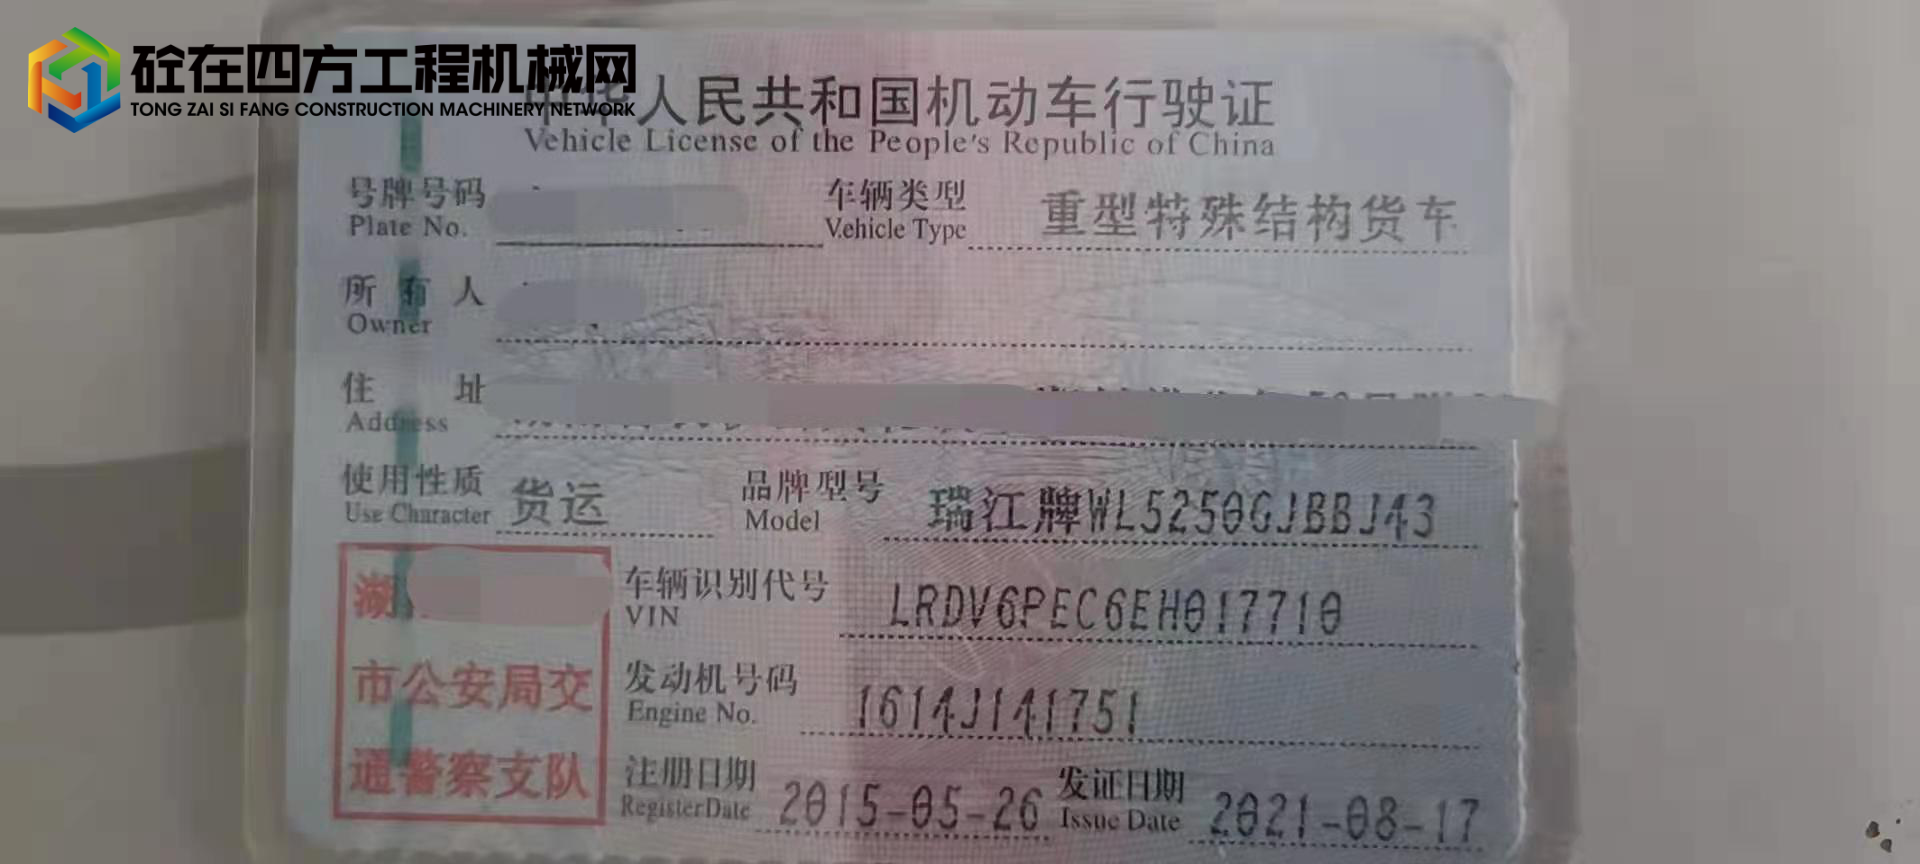 砼在四方工程机械网
TONG ZAI SI FANG CONSTRUCTION MACHINERY NETWORK
中华人民共和国机动车行驶证
Vehicle License of the People's Republic of China
号牌号码 车辆类型 重型特殊结构货车
Plate No. Vehicle Type
所有人
Owner
住址
Address
使用性质 货运 品牌型号 瑞江牌WL5250GJBBJ43
Use Character Model
湖
市公安局交
通警察支队
车辆识别代号 LRDV6PEC6EH017710
VIN
发动机号码 1614J141751
Engine No.
注册日期 2015-05-26 发证日期 2021-08-17
Register Date Issue Date